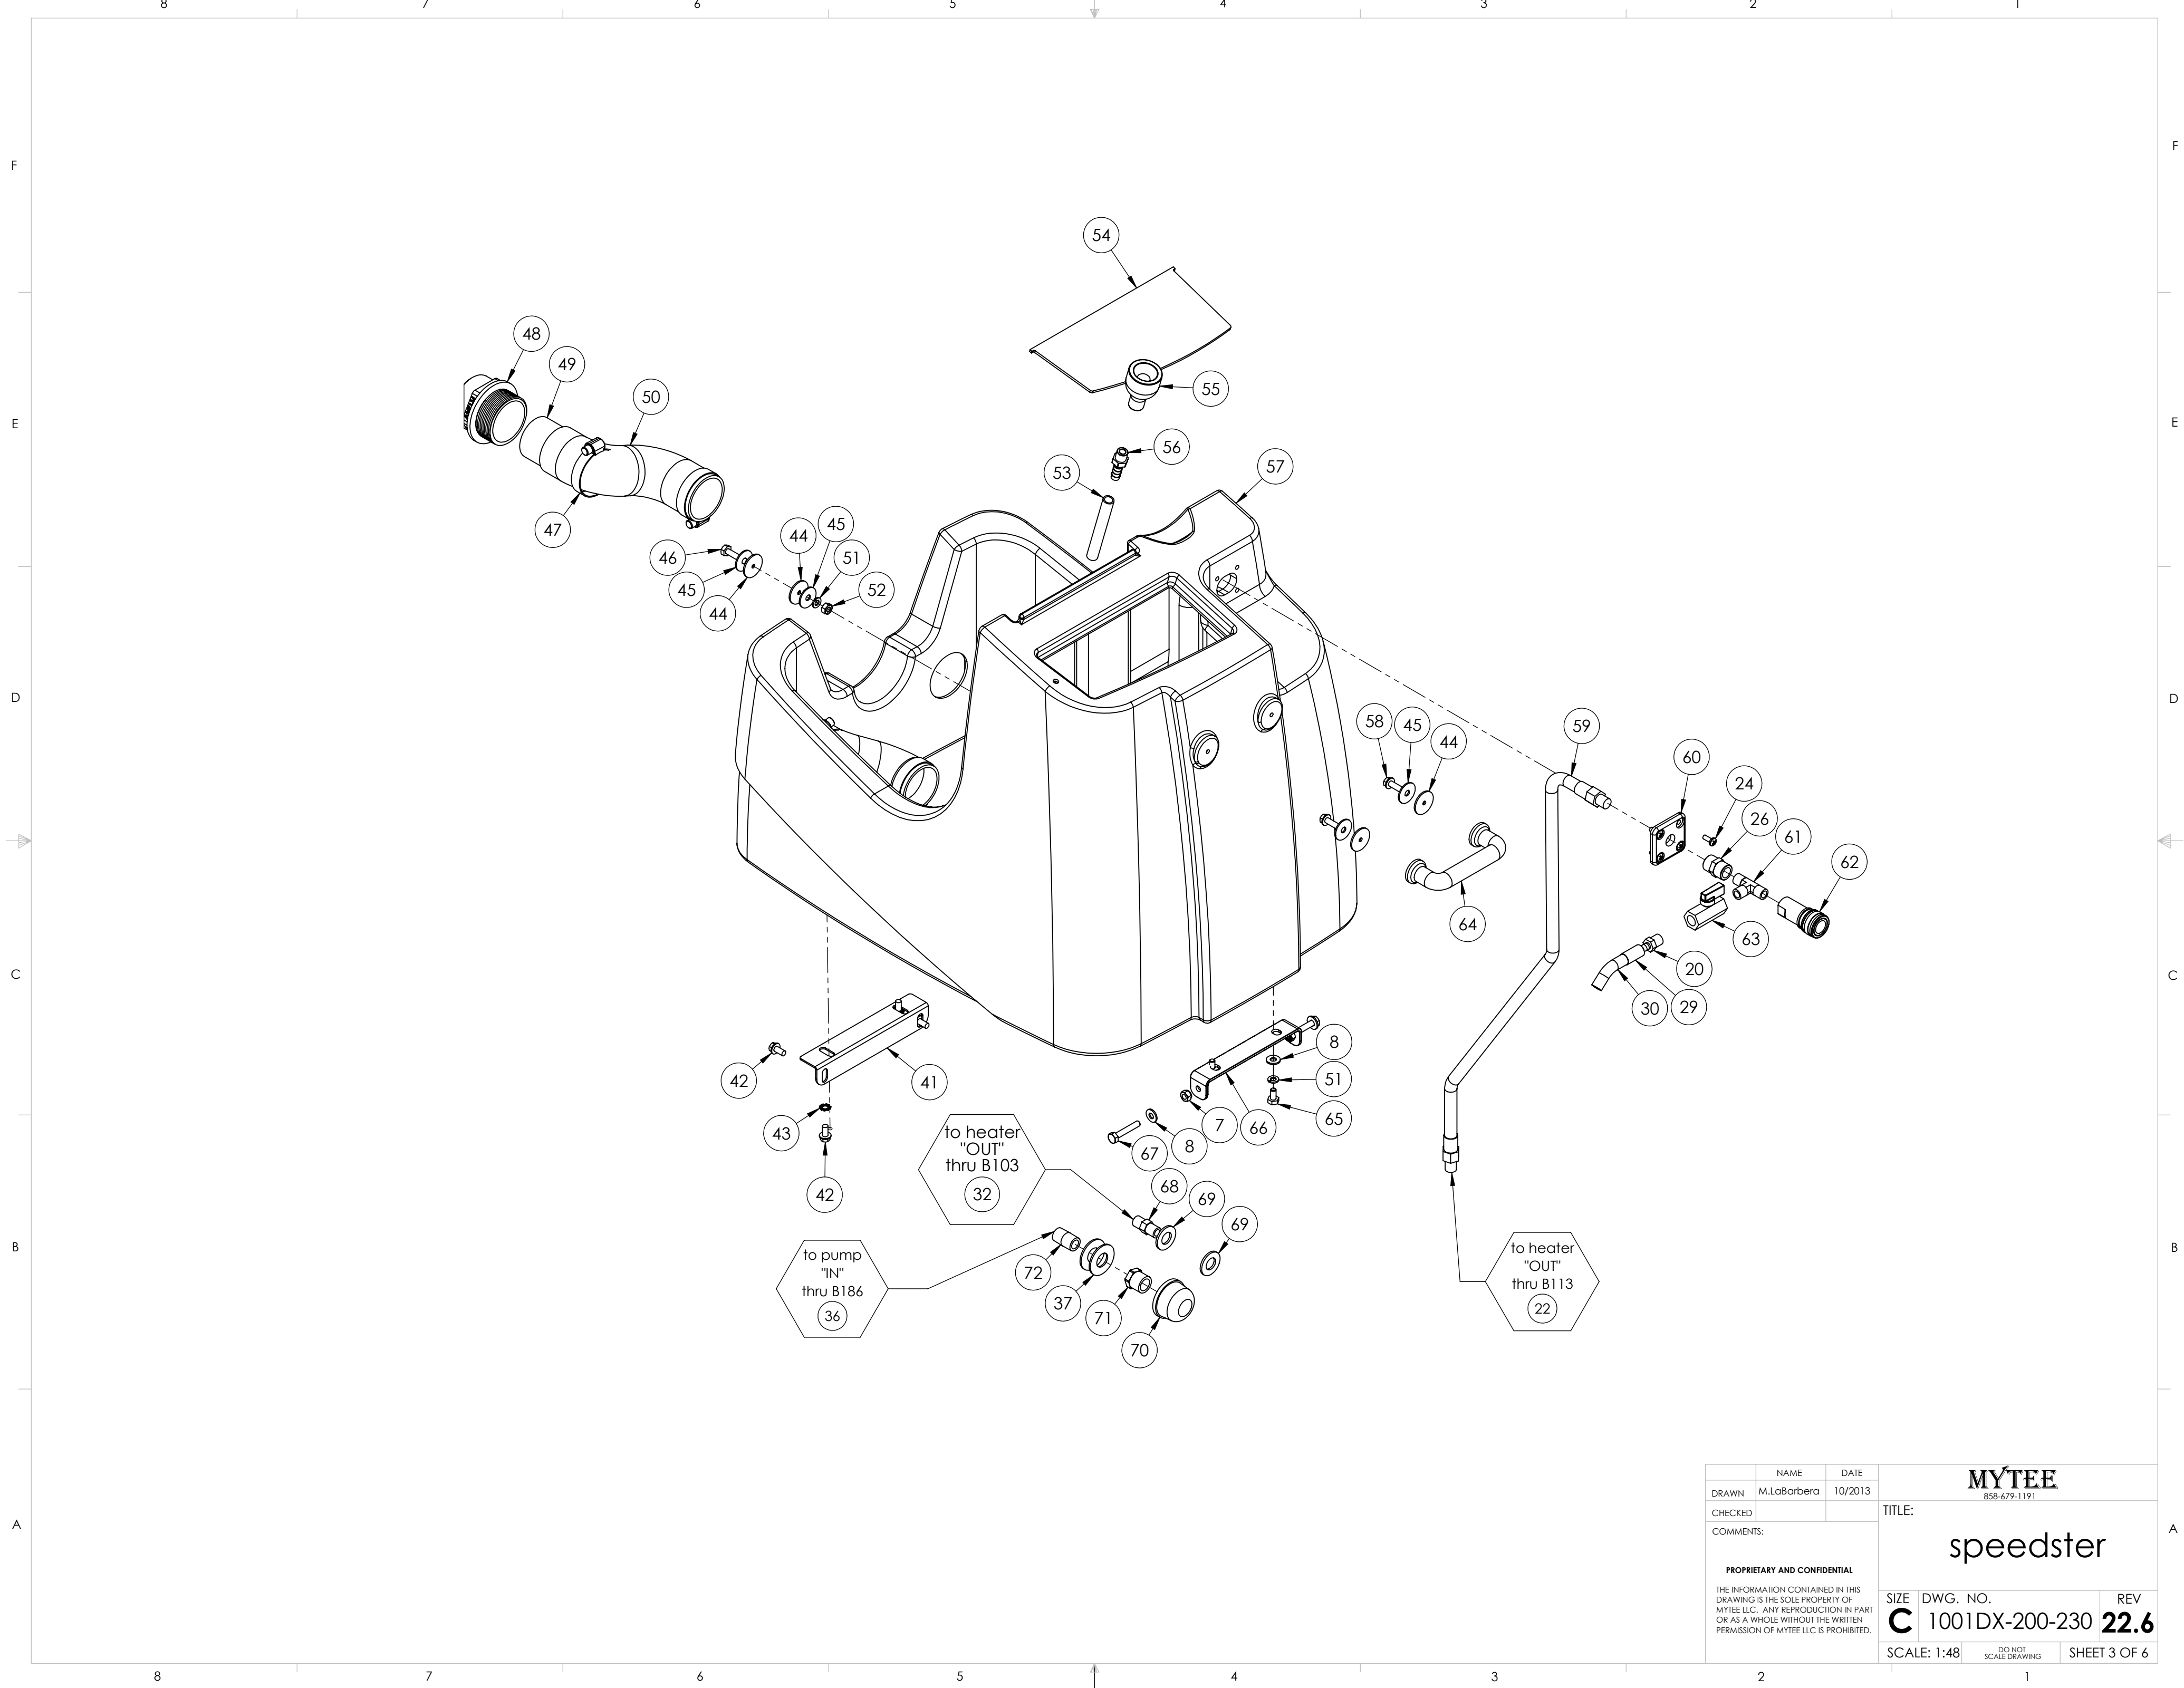 8 7 6 5 4 3 2 1
F F
54
48
49
50
55
E E
56
53
57
47
44 45
51
46
52
45
44
D D
58 45 44
59
60
24
26
61
62
64
63
C C
20
30 29
8
42
41
51
43
7 66
65
67 8
to heater
"OUT"
thru B103
32
42
68
69
69
B B
to pump
"IN"
thru B186
36
72
37
71
70
to heater
"OUT"
thru B113
22
A A
NAME DATE
DRAWN M.LaBarbera 10/2013
CHECKED
COMMENTS:
PROPRIETARY AND CONFIDENTIAL
THE INFORMATION CONTAINED IN THIS
DRAWING IS THE SOLE PROPERTY OF
MYTEE LLC. ANY REPRODUCTION IN PART
OR AS A WHOLE WITHOUT THE WRITTEN
PERMISSION OF MYTEE LLC IS PROHIBITED.
MYTEE
858-679-1191
TITLE:
speedster
SIZE DWG. NO. REV
C 1001DX-200-230 22.6
SCALE: 1:48 DO NOT
SCALE DRAWING SHEET 3 OF 6
8 7 6 5 4 3 2 1